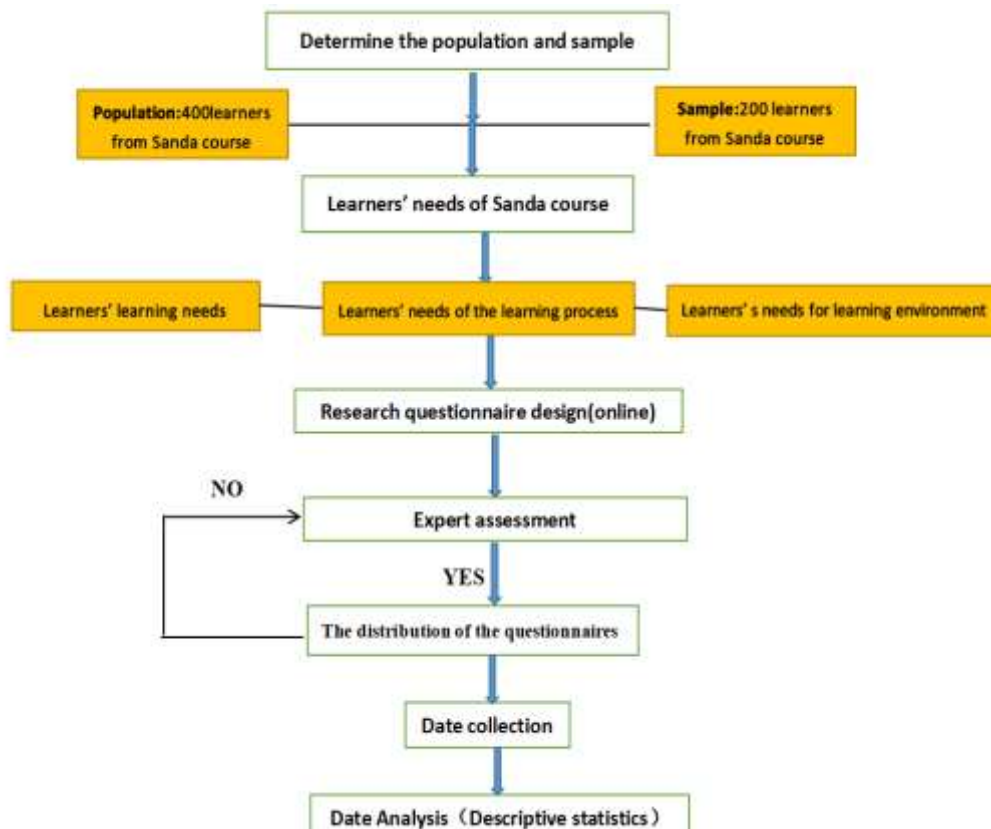 Determine the population and sample
Population:400learners
from Sanda course
Sample:200 learners
from Sanda course
Learners' needs of Sanda course
Learners' learning needs
Learners' needs of the learning process
Learners' s needs for learning environment
Research questionnaire design(online)
NO
Expert assessment
YES
The distribution of the questionnaires
Date collection
Date Analysis（Descriptive statistics）